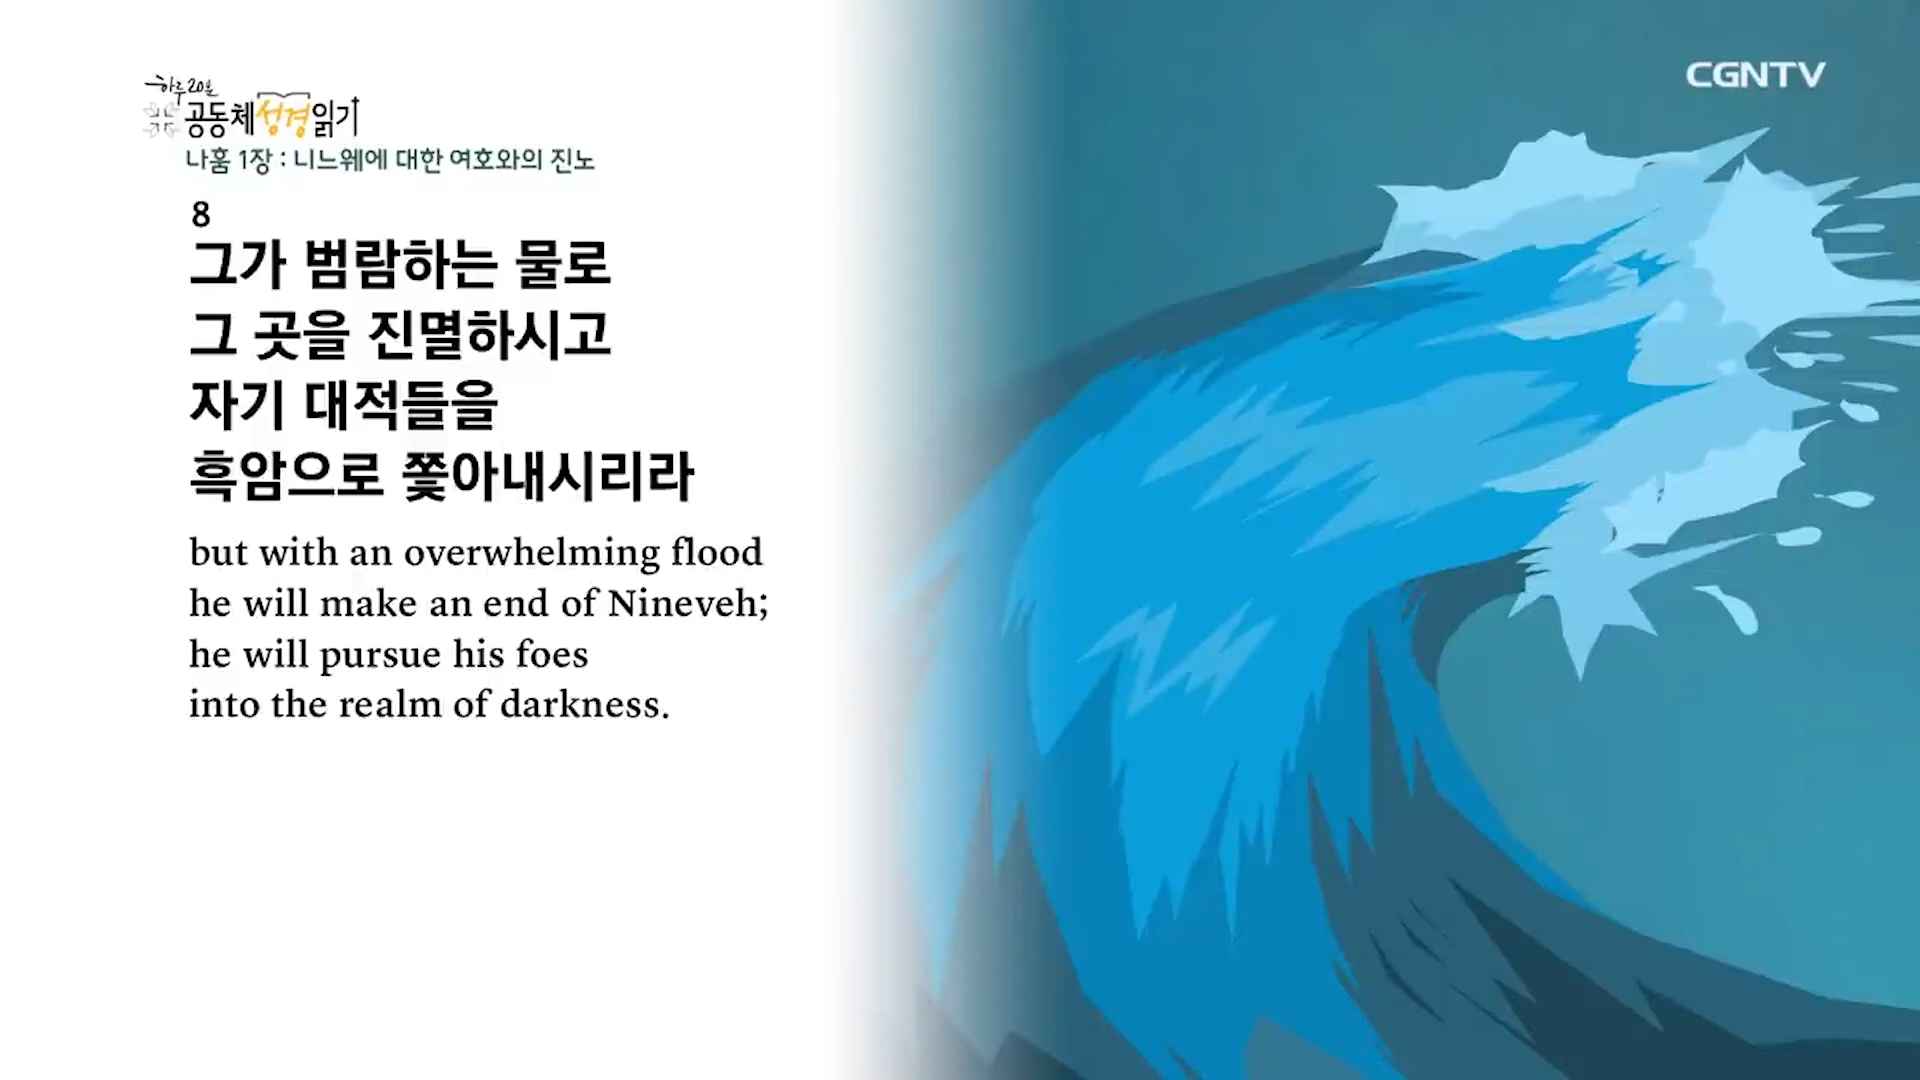 하루 20분
공동체성경읽기
CGNTV
나훔 1장 : 니느웨에 대한 여호와의 진노
8
그가 범람하는 물로
그 곳을 진멸하시고
자기 대적들을
흑암으로 쫓아내시리라
but with an overwhelming flood
he will make an end of Nineveh;
he will pursue his foes
into the realm of darkness.